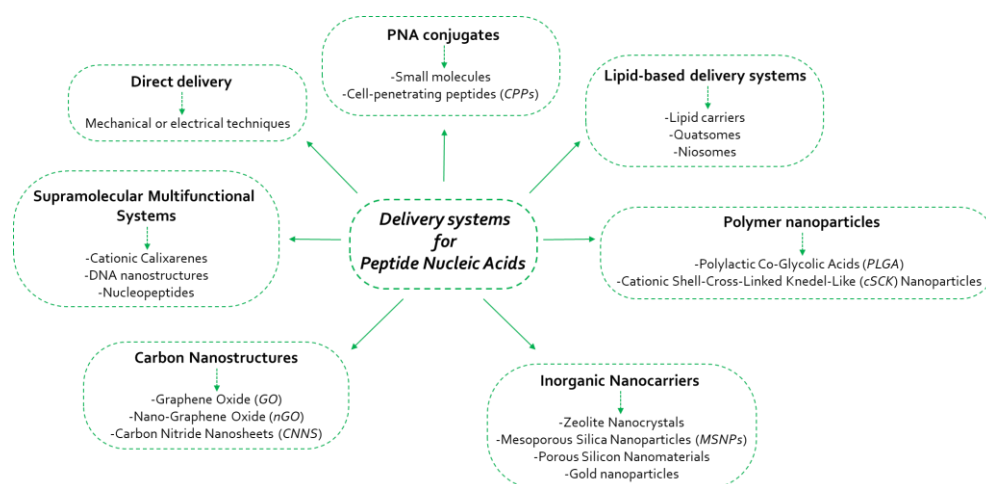 PNA conjugates
-Small molecules
-Cell-penetrating peptides (CPPs)
Direct delivery
Mechanical or electrical techniques
Lipid-based delivery systems
-Lipid carriers
-Quatsomes
-Niosomes
Supramolecular Multifunctional
Systems
-Cationic Calixarenes
-DNA nanostructures
-Nucleopeptides
Delivery systems
for
Peptide Nucleic Acids
Polymer nanoparticles
-Polylactic Co-Glycolic Acids (PLGA)
-Cationic Shell-Cross-Linked Knedel-Like (cSCK) Nanoparticles
Carbon Nanostructures
-Graphene Oxide (GO)
-Nano-Graphene Oxide (nGO)
-Carbon Nitride Nanosheets (CNNS)
Inorganic Nanocarriers
-Zeolite Nanocrystals
-Mesoporous Silica Nanoparticles (MSNPs)
-Porous Silicon Nanomaterials
-Gold nanoparticles